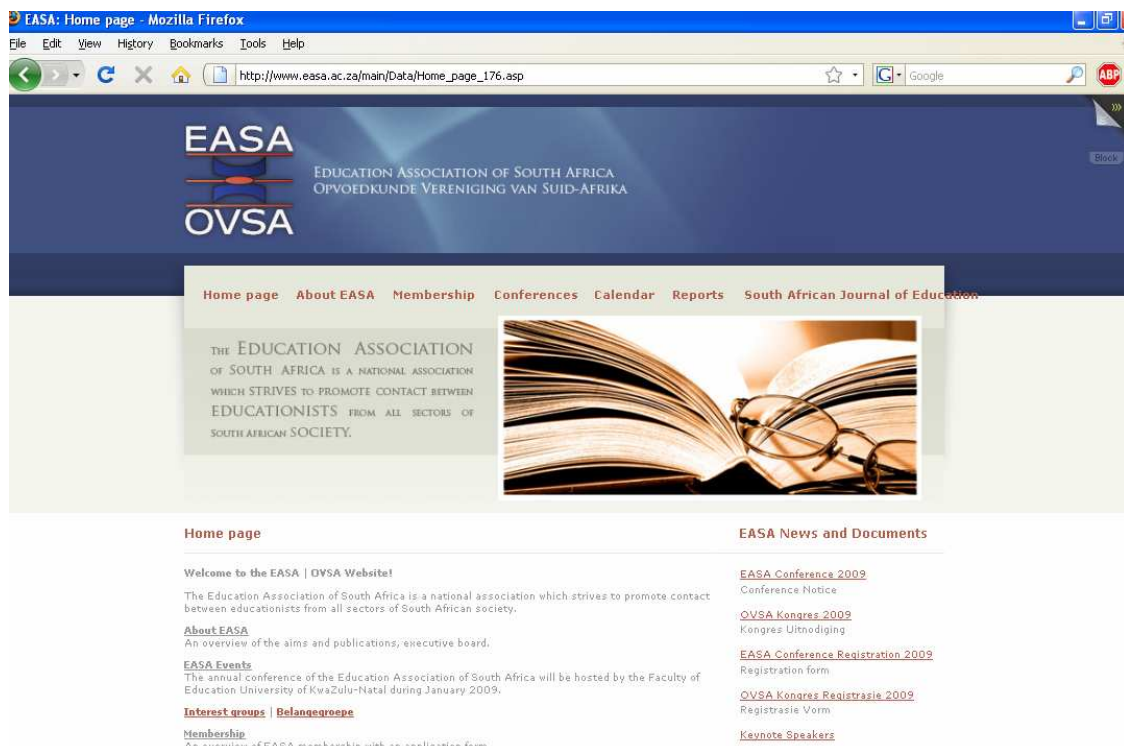 EASA: Home page - Mozilla Firefox
File Edit View History Bookmarks Tools Help
http://www.easa.ac.za/main/Data/Home_page_176.asp
G Google
ABP
Block
EASA
OVSA
EDUCATION ASSOCIATION OF SOUTH AFRICA
OPVOEDKUNDE VERENIGING VAN SUID-AFRIKA
Home page About EASA Membership Conferences Calendar Reports South African Journal of Education
THE EDUCATION ASSOCIATION
OF SOUTH AFRICA IS A NATIONAL ASSOCIATION
WHICH STRIVES TO PROMOTE CONTACT BETWEEN
EDUCATIONISTS FROM ALL SECTORS OF
SOUTH AFRICAN SOCIETY.
Home page
Welcome to the EASA | OVSA Website!
The Education Association of South Africa is a national association which strives to promote contact
between educationists from all sectors of South African society.
About EASA
An overview of the aims and publications, executive board.
EASA Events
The annual conference of the Education Association of South Africa will be hosted by the Faculty of
Education University of KwaZulu-Natal during January 2009.
Interest groups | Belangegroepe
Membership
An overview of EASA membership with an application form
EASA News and Documents
EASA Conference 2009
Conference Notice
OVSA Kongres 2009
Kongres Uitnodiging
EASA Conference Registration 2009
Registration form
OVSA Kongres Registrasie 2009
Registrasie Vorm
Keynote Speakers